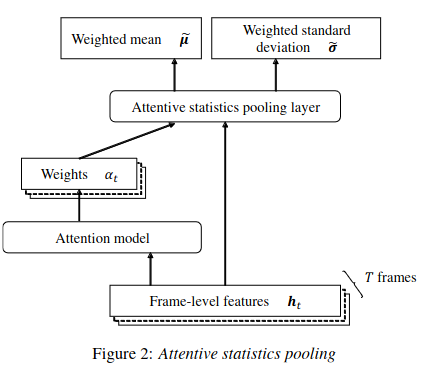 Weighted mean μ̃
Weighted standard
deviation σ̃
Attentive statistics pooling layer
Weights αt
Attention model
T frames
Frame-level features ht
Figure 2: Attentive statistics pooling